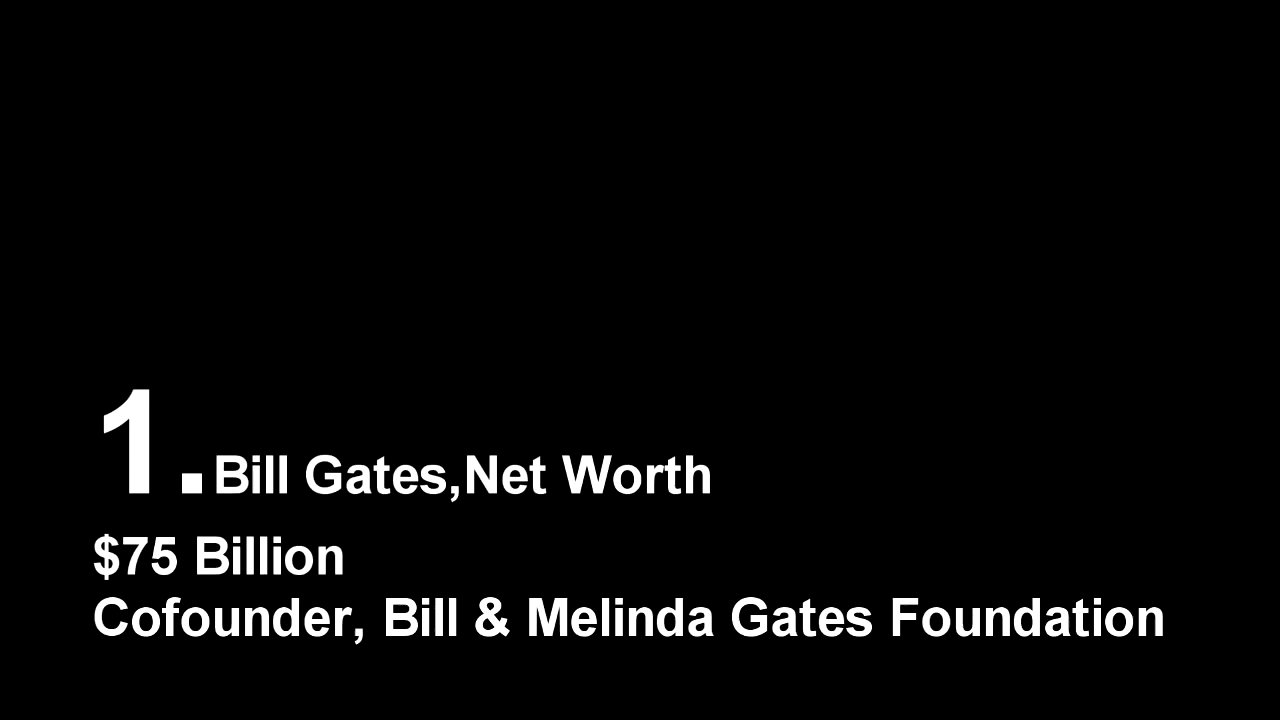 1.Bill Gates,Net Worth
$75 Billion
Cofounder, Bill & Melinda Gates Foundation